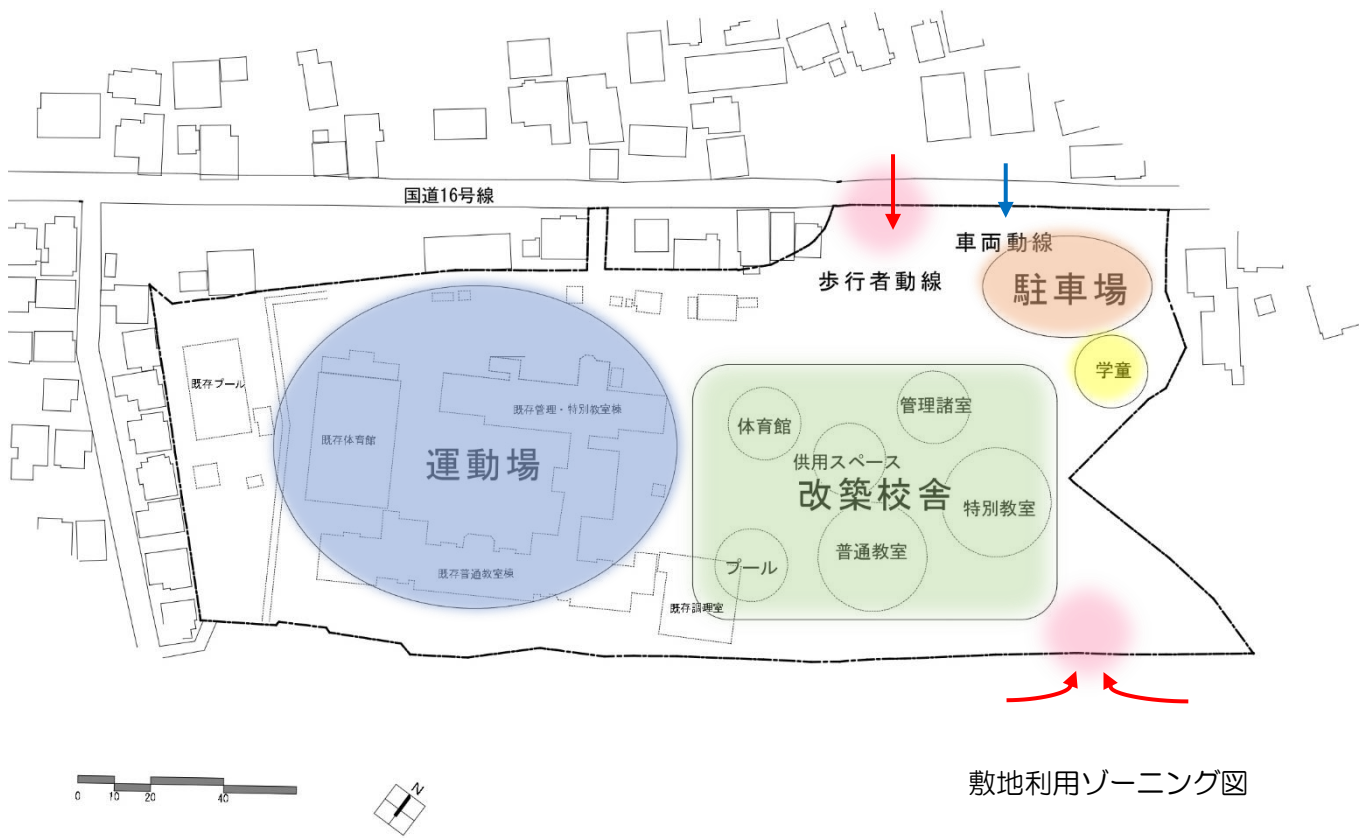 国道16号線
車両動線
歩行者動線
駐車場
学童
既存プール
既存管理・特別教室棟
既存体育館
運動場
既存普通教室棟
既存調理室
体育館
管理諸室
供用スペース
改築校舎
特別教室
普通教室
プール
0 10 20 40
N
敷地利用ゾーニング図